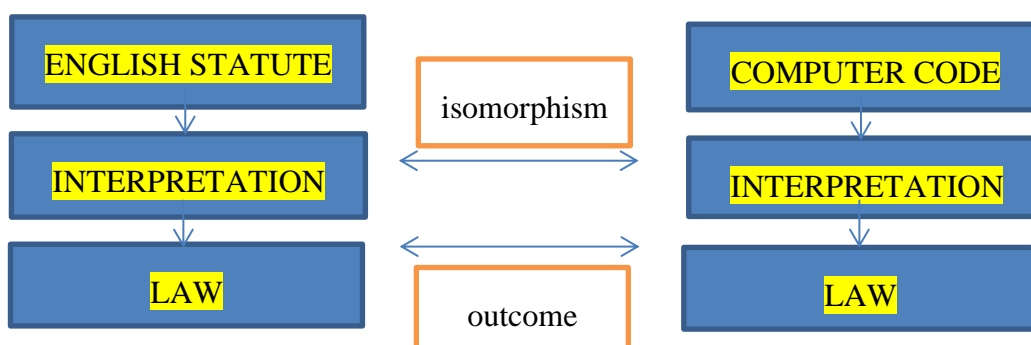 ENGLISH STATUTE
INTERPRETATION
LAW
isomorphism
outcome
COMPUTER CODE
INTERPRETATION
LAW